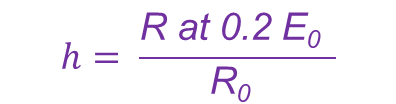 h = R at 0.2 E₀
R₀